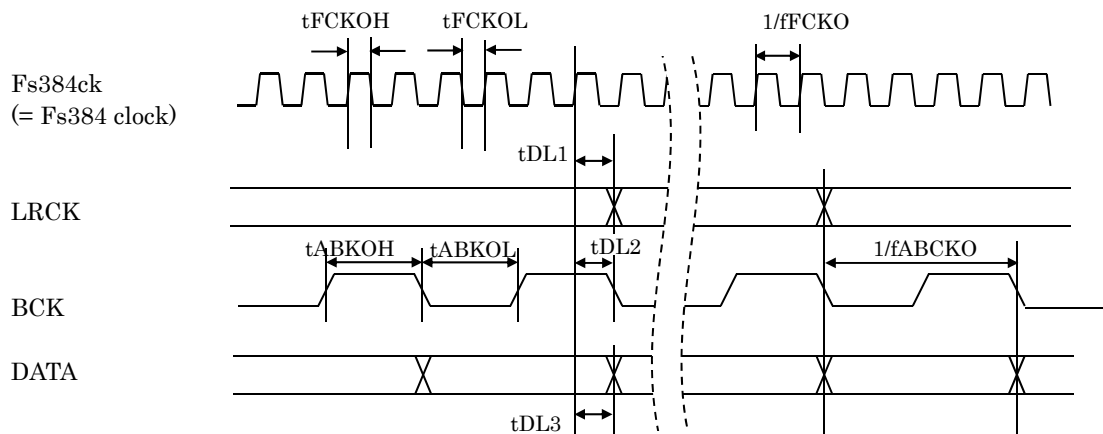 tFCKOH
tFCKOL
1/fFCKO
Fs384ck
(= Fs384 clock)
tDL1
LRCK
tABKOH
tABKOL
tDL2
1/fABCKO
BCK
DATA
tDL3